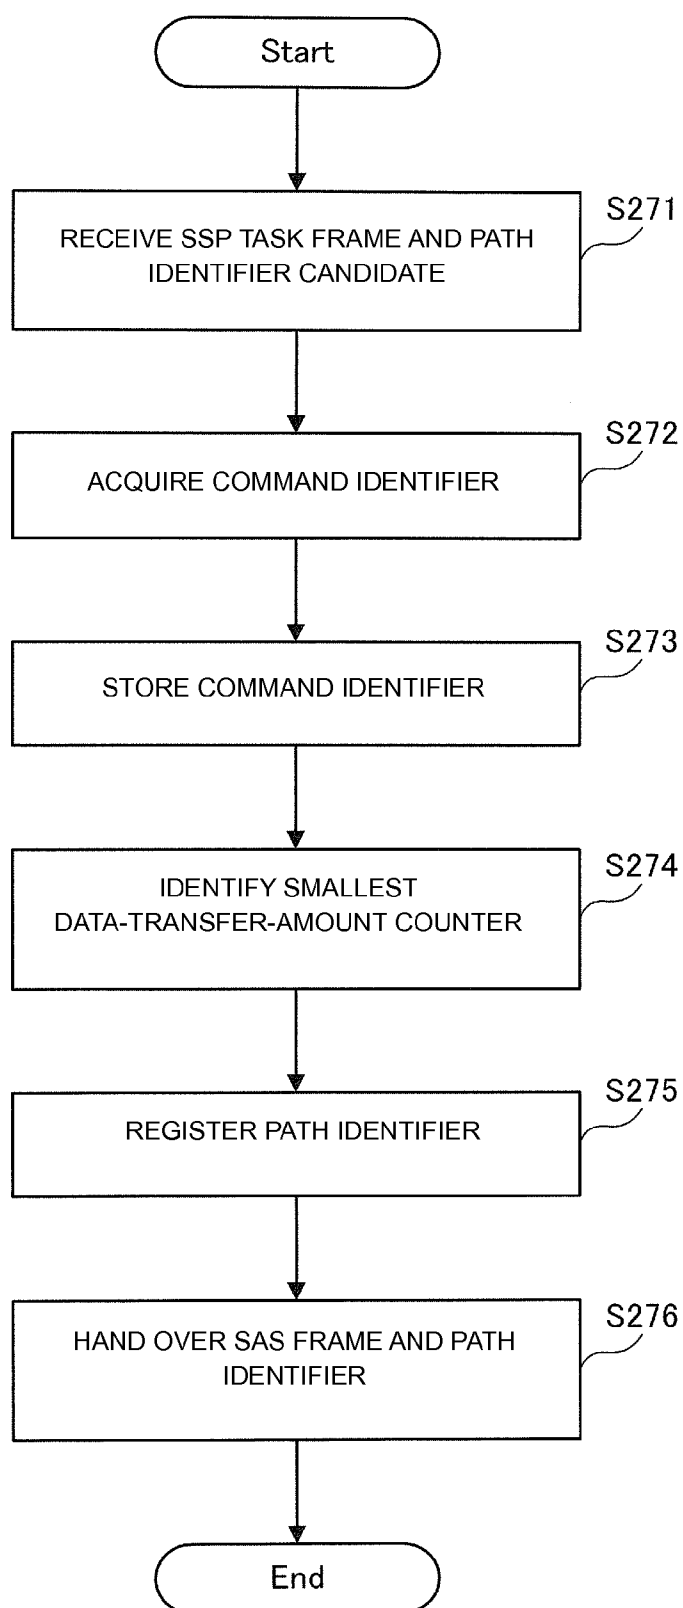 Start
S271
RECEIVE SSP TASK FRAME AND PATH
IDENTIFIER CANDIDATE
S272
ACQUIRE COMMAND IDENTIFIER
S273
STORE COMMAND IDENTIFIER
S274
IDENTIFY SMALLEST
DATA-TRANSFER-AMOUNT COUNTER
S275
REGISTER PATH IDENTIFIER
S276
HAND OVER SAS FRAME AND PATH
IDENTIFIER
End